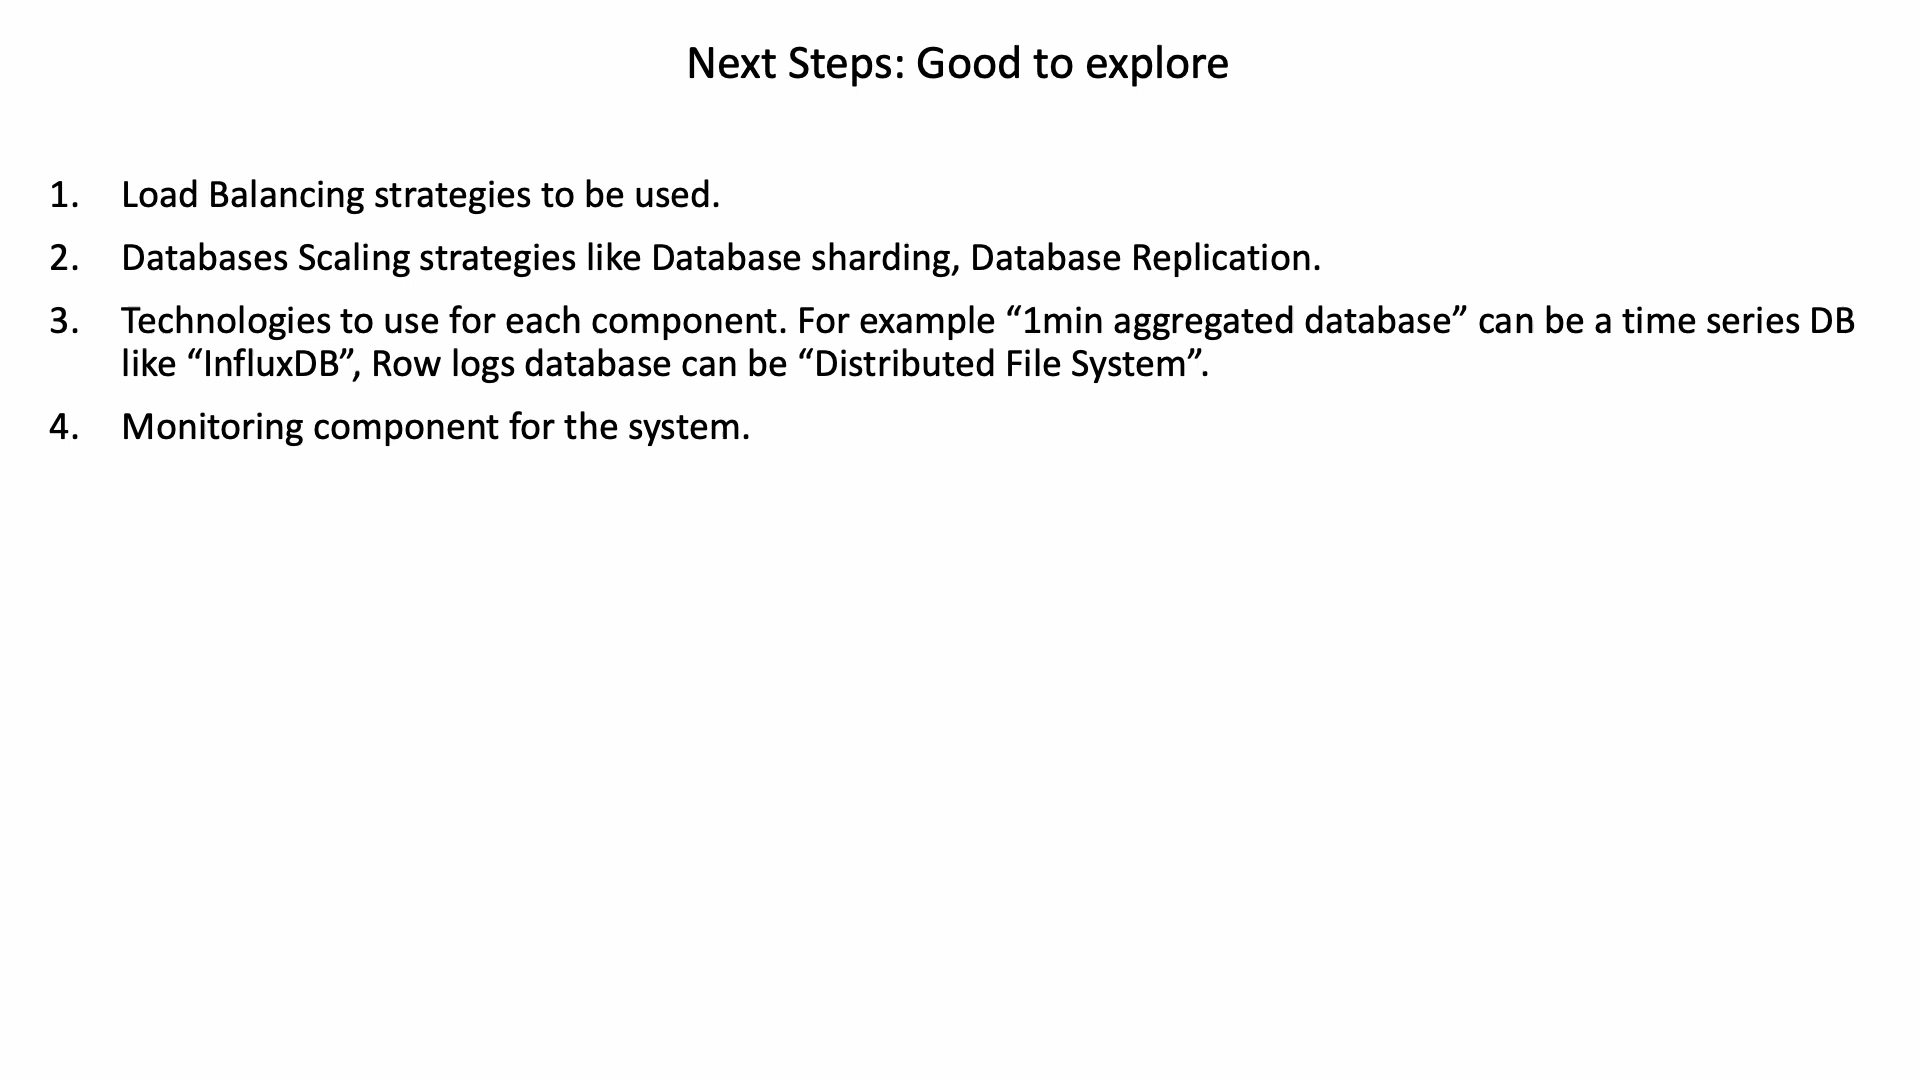 Next Steps: Good to explore
1. Load Balancing strategies to be used.
2. Databases Scaling strategies like Database sharding, Database Replication.
3. Technologies to use for each component. For example “1min aggregated database” can be a time series DB
like “InfluxDB”, Row logs database can be “Distributed File System”.
4. Monitoring component for the system.